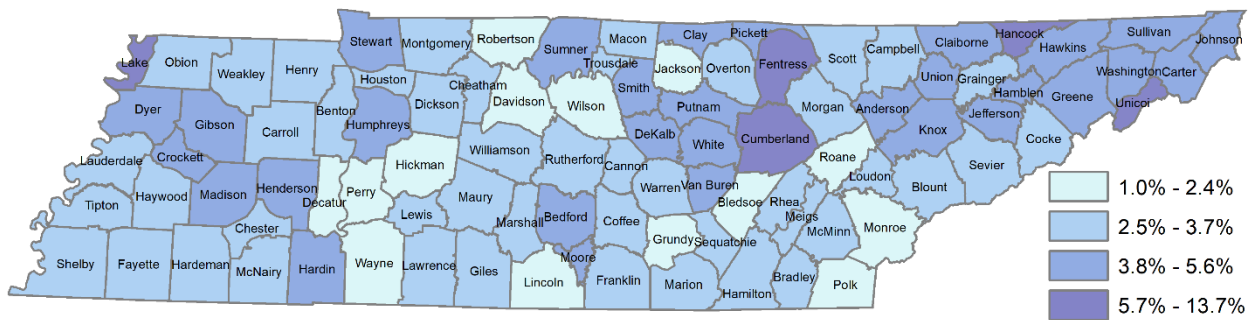 Lake
Obion
Weakley
Henry
Stewart
Montgomery
Robertson
Sumner
Trousdale
Macon
Clay
Pickett
Jackson
Overton
Fentress
Scott
Campbell
Claiborne
Hancock
Hawkins
Sullivan
Johnson
Dyer
Gibson
Carroll
Benton
Houston
Humphreys
Dickson
Cheatham
Davidson
Wilson
Smith
Putnam
DeKalb
White
Cumberland
Morgan
Anderson
Union
Grainger
Hamblen
Jefferson
Knox
Greene
Washington
Carter
Unicoi
Cocke
Sevier
Lauderdale
Crockett
Haywood
Madison
Henderson
Decatur
Perry
Hickman
Williamson
Rutherford
Cannon
Warren
Van Buren
Bledsoe
Rhea
Roane
Loudon
Blount
Tipton
Chester
Lewis
Maury
Marshall
Bedford
Coffee
Moore
Grundy
Sequatchie
Meigs
McMinn
Monroe
Shelby
Fayette
Hardeman
McNairy
Hardin
Wayne
Lawrence
Giles
Lincoln
Franklin
Marion
Hamilton
Bradley
Polk
1.0% - 2.4%
2.5% - 3.7%
3.8% - 5.6%
5.7% - 13.7%